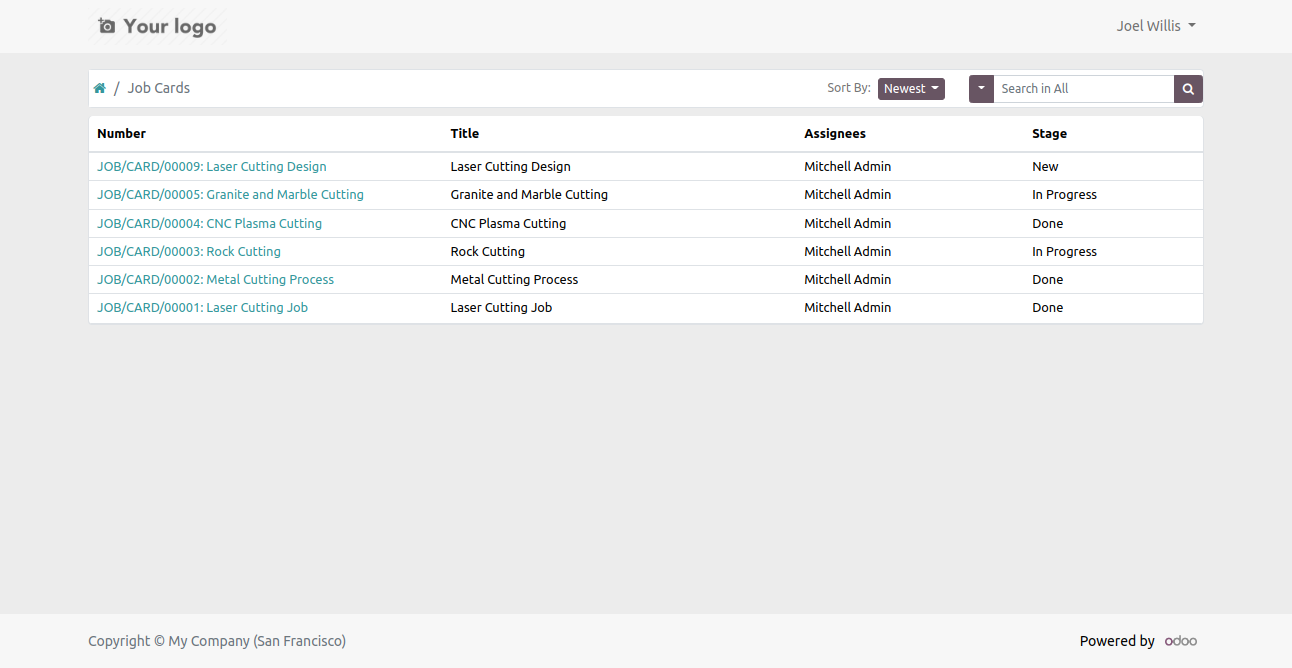 Your logo Joel Willis
/ Job Cards Sort By: Newest Search in All
Number Title Assignees Stage
JOB/CARD/00009: Laser Cutting Design Laser Cutting Design Mitchell Admin New
JOB/CARD/00005: Granite and Marble Cutting Granite and Marble Cutting Mitchell Admin In Progress
JOB/CARD/00004: CNC Plasma Cutting CNC Plasma Cutting Mitchell Admin Done
JOB/CARD/00003: Rock Cutting Rock Cutting Mitchell Admin In Progress
JOB/CARD/00002: Metal Cutting Process Metal Cutting Process Mitchell Admin Done
JOB/CARD/00001: Laser Cutting Job Laser Cutting Job Mitchell Admin Done
Copyright © My Company (San Francisco) Powered by odoo